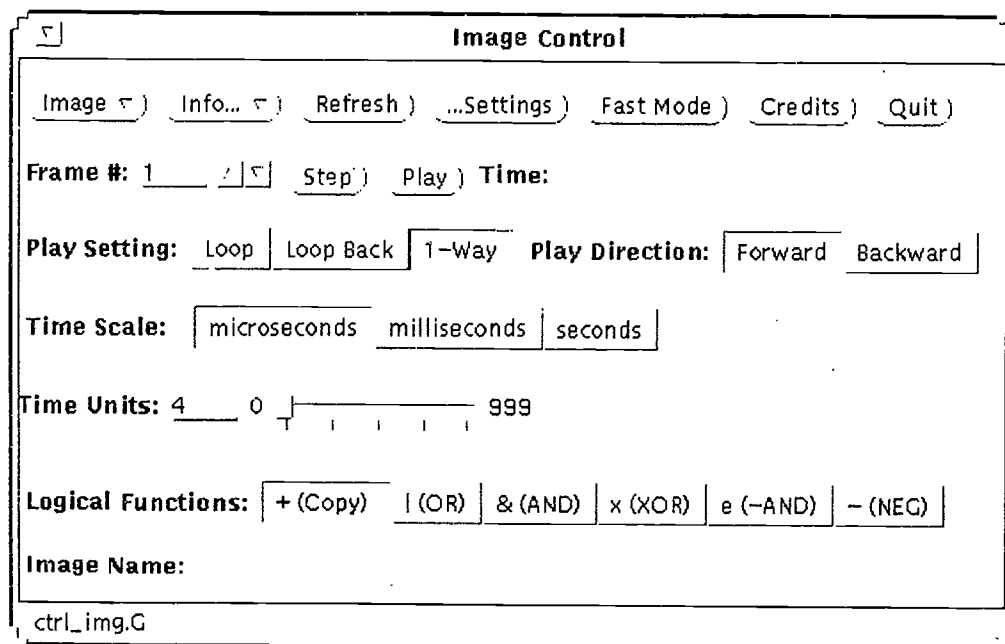 Image Control
Image Info... Refresh ...Settings Fast Mode Credits Quit
Frame #: 1 Step Play Time:
Play Setting: Loop Loop Back 1-Way Play Direction: Forward Backward
Time Scale: microseconds milliseconds seconds
Time Units: 4 0 999
Logical Functions: + (Copy) | (OR) & (AND) x (XOR) e (-AND) - (NEG)
Image Name:
ctrl_img.G